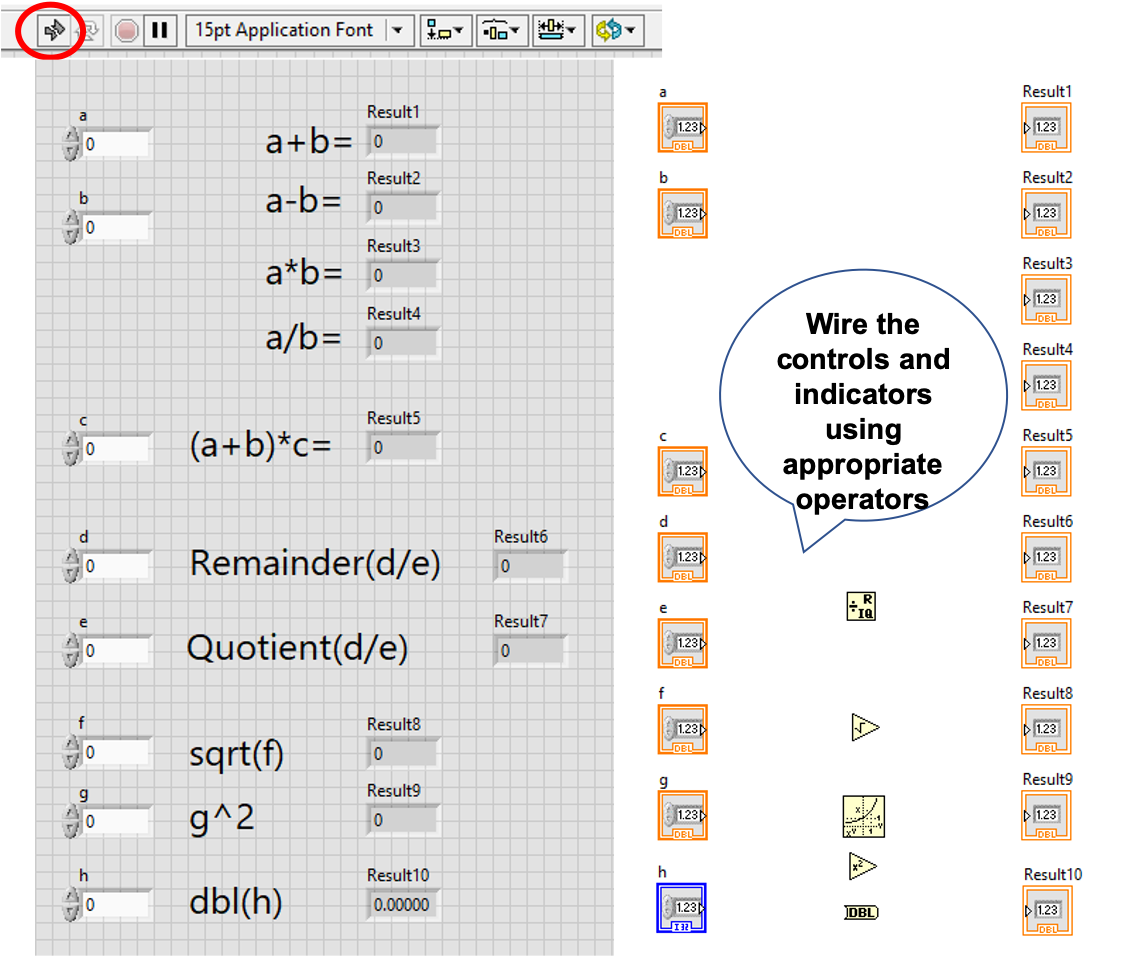 15pt Application Font
a
0
a+b=
Result1
0
b
0
a-b=
Result2
0
a*b=
Result3
0
a/b=
Result4
0
c
0
(a+b)*c=
Result5
0
d
0
Remainder(d/e)
Result6
0
e
0
Quotient(d/e)
Result7
0
f
0
sqrt(f)
Result8
0
g
0
g^2
Result9
0
h
0
dbl(h)
Result10
0.00000
a
1.23
DBL
b
1.23
DBL
c
1.23
DBL
d
1.23
DBL
e
1.23
DBL
f
1.23
DBL
g
1.23
DBL
h
1.23
I32
Wire the
controls and
indicators
using
appropriate
operators
÷ R
IQ
√
x^y
x²
DBL
Result1
1.23
DBL
Result2
1.23
DBL
Result3
1.23
DBL
Result4
1.23
DBL
Result5
1.23
DBL
Result6
1.23
DBL
Result7
1.23
DBL
Result8
1.23
DBL
Result9
1.23
DBL
Result10
1.23
DBL